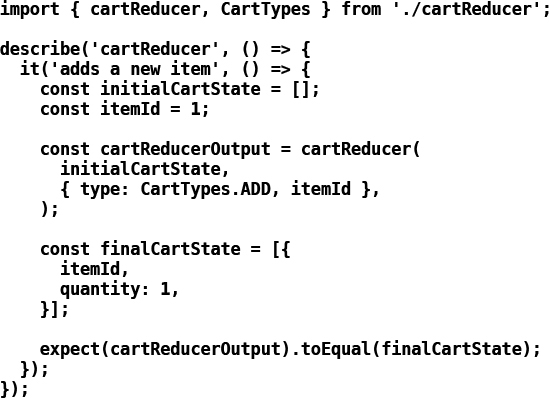 import { cartReducer, CartTypes } from './cartReducer';

describe('cartReducer', () => {
  it('adds a new item', () => {
    const initialCartState = [];
    const itemId = 1;

    const cartReducerOutput = cartReducer(
      initialCartState,
      { type: CartTypes.ADD, itemId },
    );

    const finalCartState = [{
      itemId,
      quantity: 1,
    }];

    expect(cartReducerOutput).toEqual(finalCartState);
  });
});